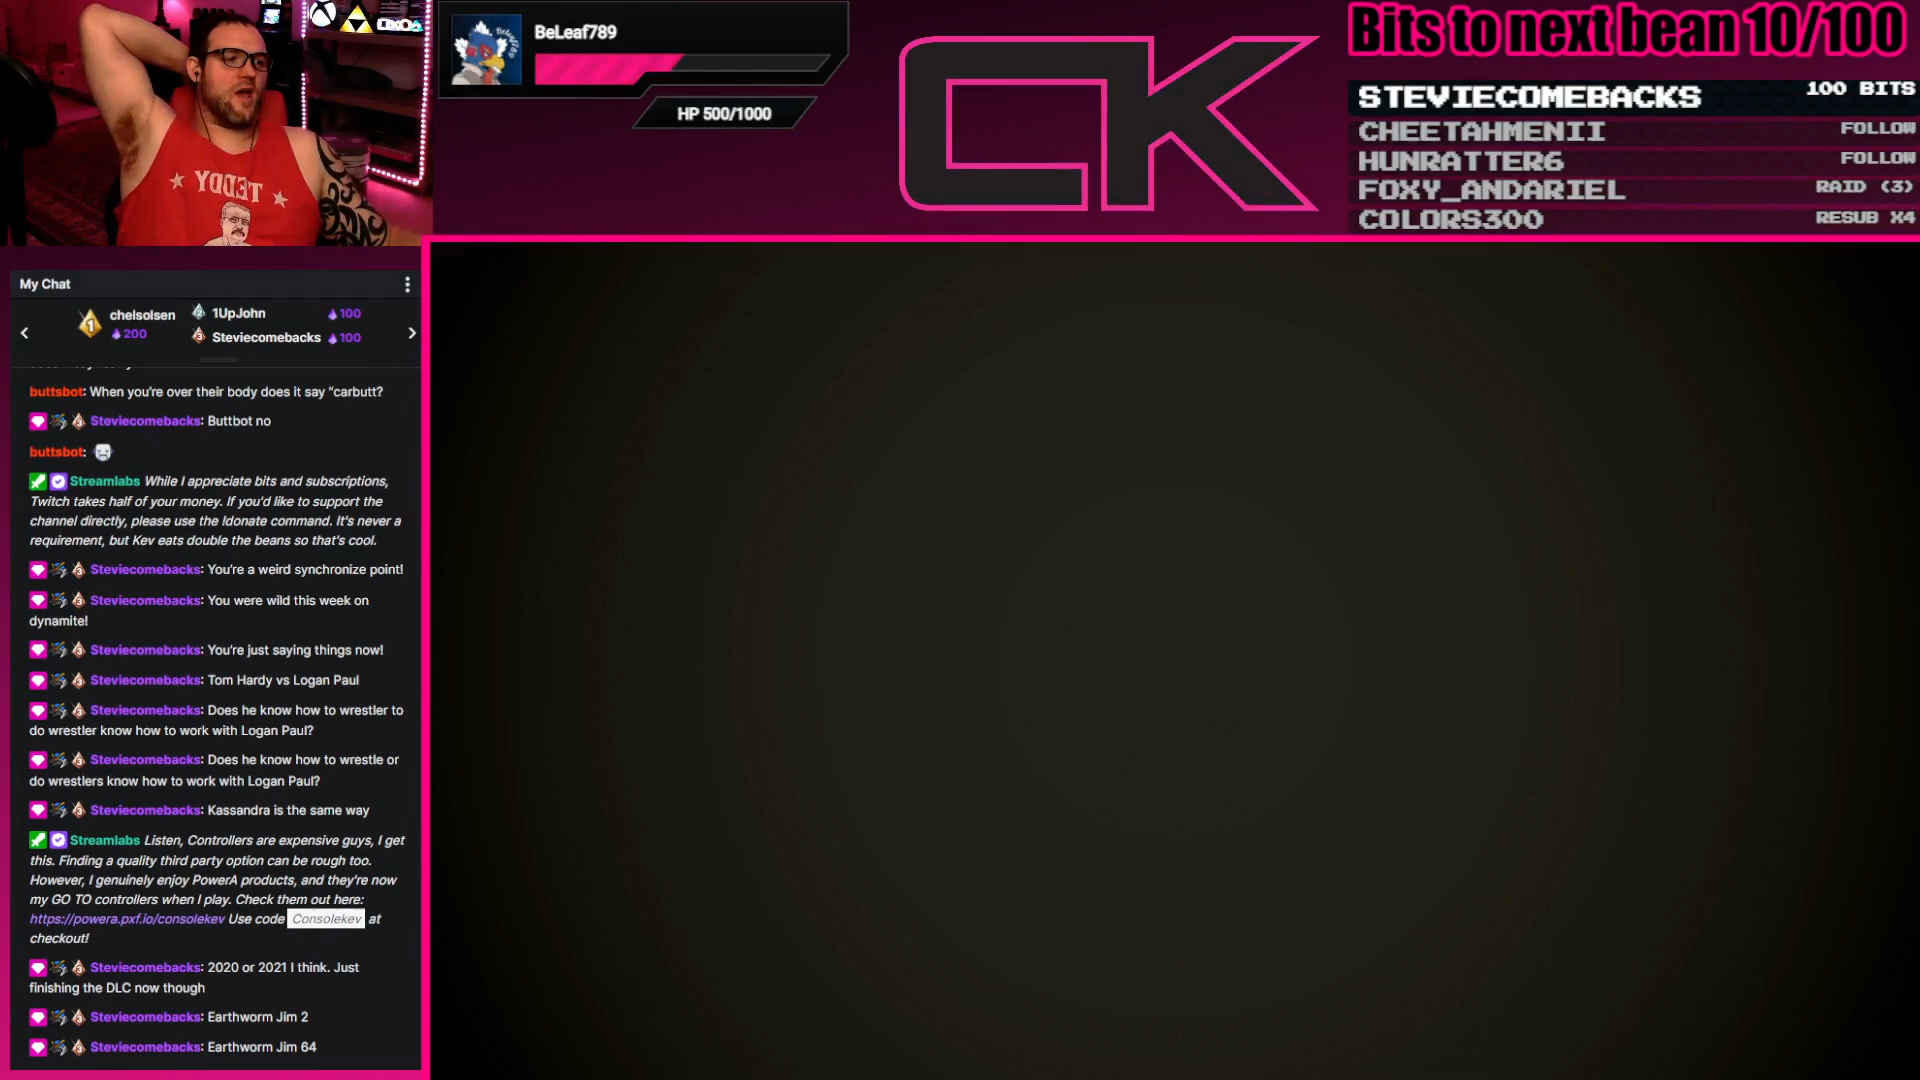 TEDDY
BeLeaf789
HP 500/1000
CK
Bits to next bean 10/100
STEVIECOMEBACKS 100 BITS
CHEETAHMENII FOLLOW
HUNRATTER6 FOLLOW
FOXY_ANDARIEL RAID (3)
COLORS300 RESUB X4
My Chat
1 chelsolsen 200
1UpJohn 100
3 Steviecomebacks 100
buttsbot: When you're over their body does it say "carbutt?
Steviecomebacks: Buttbot no
buttsbot:
Streamlabs While I appreciate bits and subscriptions,
Twitch takes half of your money. If you'd like to support the
channel directly, please use the !donate command. It's never a
requirement, but Kev eats double the beans so that's cool.
Steviecomebacks: You're a weird synchronize point!
Steviecomebacks: You were wild this week on
dynamite!
Steviecomebacks: You're just saying things now!
Steviecomebacks: Tom Hardy vs Logan Paul
Steviecomebacks: Does he know how to wrestler to
do wrestler know how to work with Logan Paul?
Steviecomebacks: Does he know how to wrestle or
do wrestlers know how to work with Logan Paul?
Steviecomebacks: Kassandra is the same way
Streamlabs Listen, Controllers are expensive guys, I get
this. Finding a quality third party option can be rough too.
However, I genuinely enjoy PowerA products, and they're now
my GO TO controllers when I play. Check them out here:
https://powera.pxf.io/consolekev Use code Consolekev at
checkout!
Steviecomebacks: 2020 or 2021 I think. Just
finishing the DLC now though
Steviecomebacks: Earthworm Jim 2
Steviecomebacks: Earthworm Jim 64